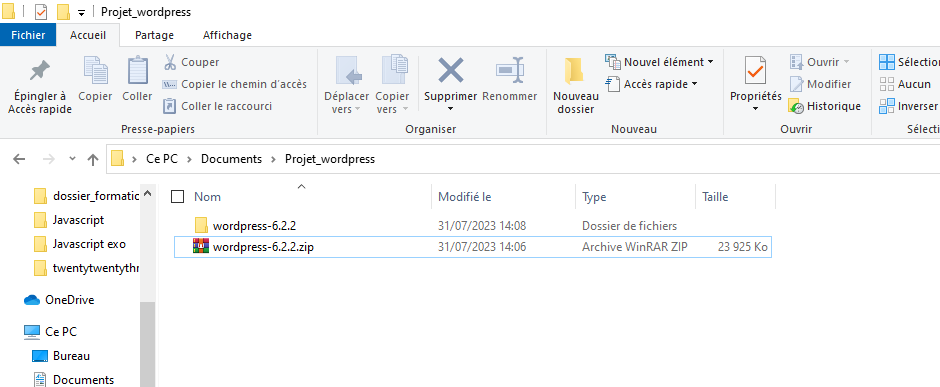 Projet_wordpress
Fichier Accueil Partage Affichage
Épingler à Accès rapide
Copier
Coller
Couper
Copier le chemin d'accès
Coller le raccourci
Presse-papiers
Déplacer vers
Copier vers
Supprimer
Renommer
Organiser
Nouveau dossier
Nouvel élément
Accès rapide
Nouveau
Propriétés
Ouvrir
Modifier
Historique
Ouvrir
Sélection
Aucun
Inverser
Sélecti
Ce PC > Documents > Projet_wordpress
dossier_formatic
Javascript
Javascript exo
twentytwentythr
OneDrive
Ce PC
Bureau
Documents
Nom Modifié le Type Taille
wordpress-6.2.2 31/07/2023 14:08 Dossier de fichiers
wordpress-6.2.2.zip 31/07/2023 14:06 Archive WinRAR ZIP 23 925 Ko